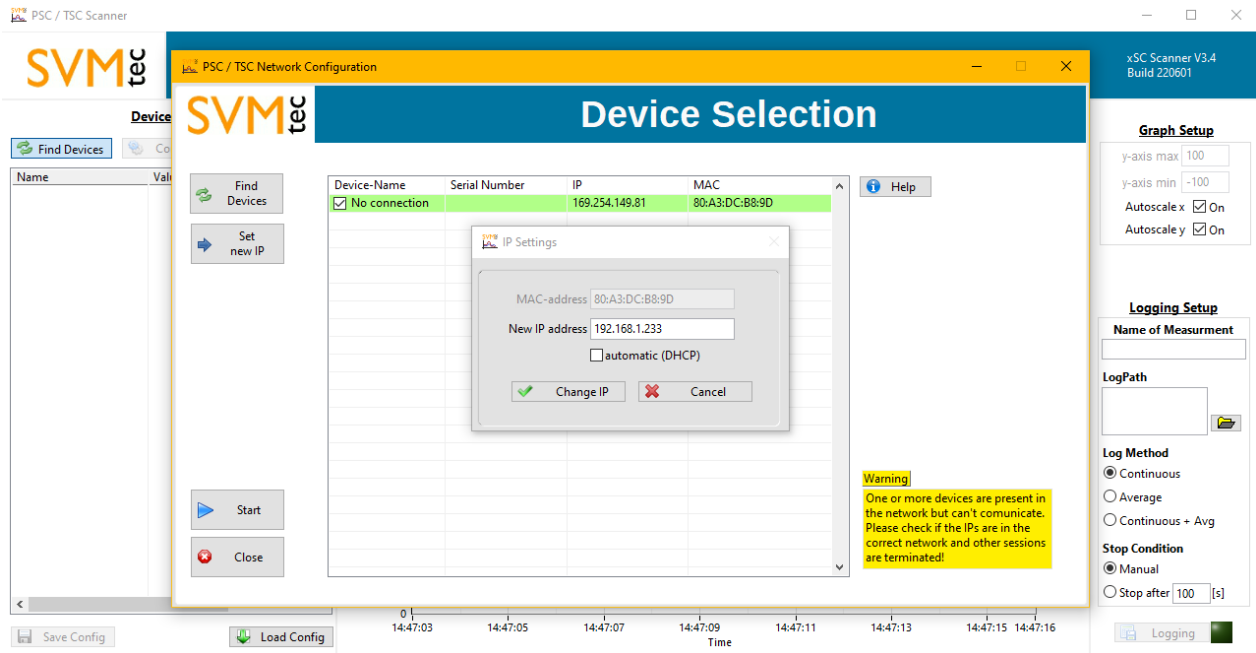 PSC / TSC Scanner
SVMtec
xSC Scanner V3.4
Build 220601
Device
Find Devices
Co
Name
Valu
PSC / TSC Network Configuration
SVMtec
Device Selection
Find
Devices
Set
new IP
Start
Close
Device-Name Serial Number IP MAC
No connection 169.254.149.81 80:A3:DC:B8:9D
Help
IP Settings
MAC-address 80:A3:DC:B8:9D
New IP address 192.168.1.233
automatic (DHCP)
Change IP Cancel
Warning
One or more devices are present in
the network but can't comunicate.
Please check if the IPs are in the
correct network and other sessions
are terminated!
Graph Setup
y-axis max 100
y-axis min -100
Autoscale x On
Autoscale y On
Logging Setup
Name of Measurment
LogPath
Log Method
Continuous
Average
Continuous + Avg
Stop Condition
Manual
Stop after 100 [s]
Logging
Save Config
Load Config
0
14:47:03 14:47:05 14:47:07 14:47:09 14:47:11 14:47:13 14:47:15 14:47:16
Time